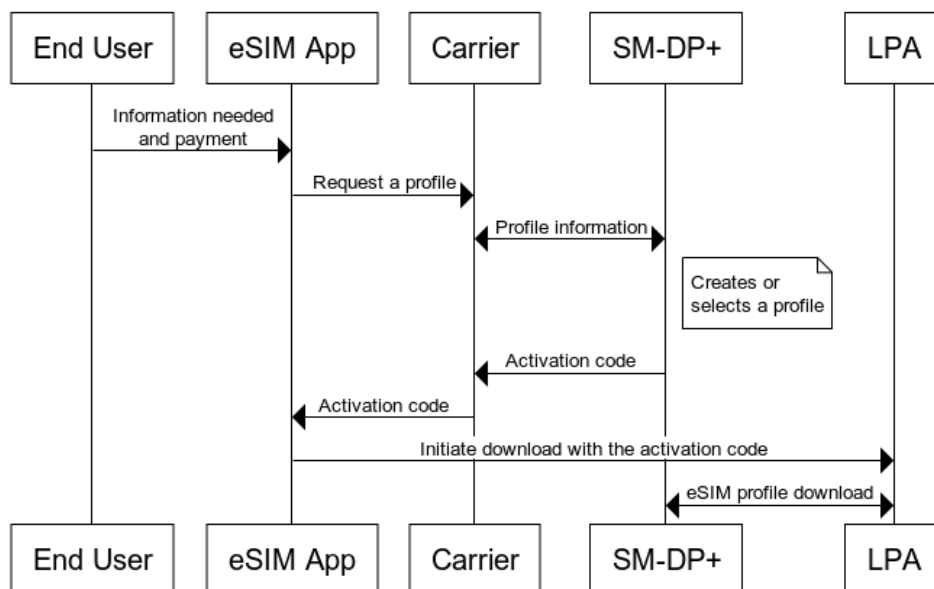 End User
eSIM App
Carrier
SM-DP+
LPA
Information needed
and payment
Request a profile
Profile information
Creates or
selects a profile
Activation code
Activation code
Initiate download with the activation code
eSIM profile download
End User
eSIM App
Carrier
SM-DP+
LPA